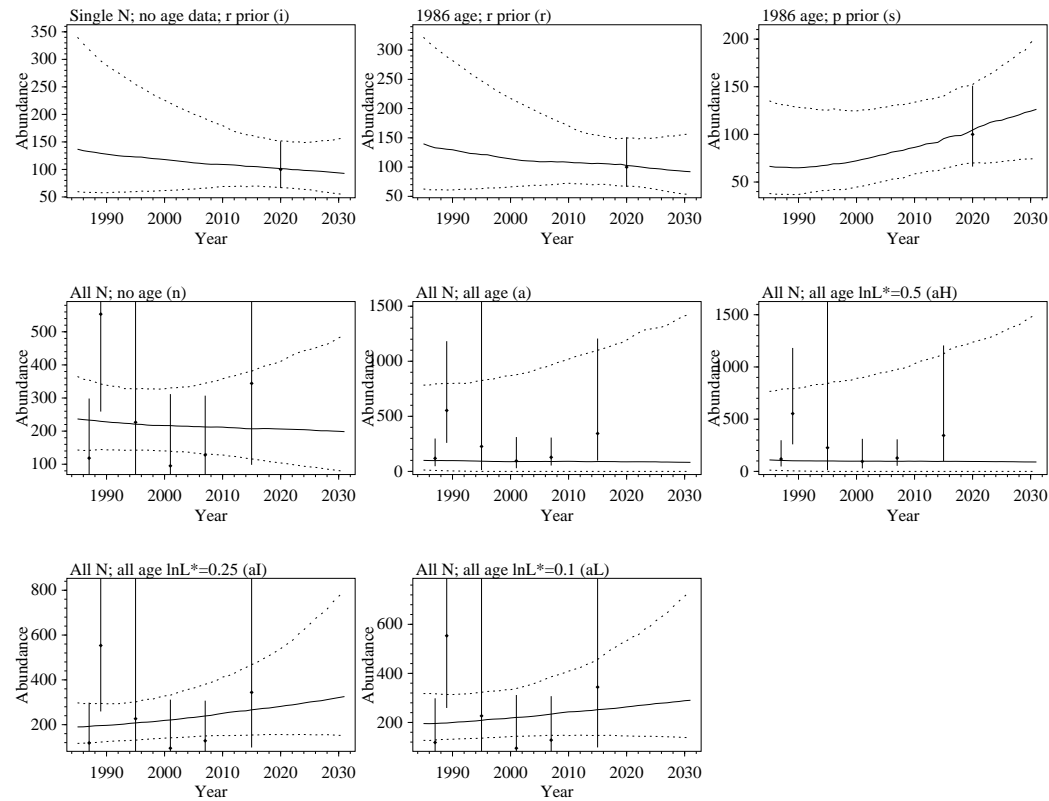 Single N; no age data; r prior (i)
Abundance
350
300
250
200
150
100
50
1990 2000 2010 2020 2030
Year
1986 age; r prior (r)
Abundance
300
250
200
150
100
50
1990 2000 2010 2020 2030
Year
1986 age; p prior (s)
Abundance
200
150
100
50
1990 2000 2010 2020 2030
Year
All N; no age (n)
Abundance
500
400
300
200
100
1990 2000 2010 2020 2030
Year
All N; all age (a)
Abundance
1500
1000
500
0
1990 2000 2010 2020 2030
Year
All N; all age lnL*=0.5 (aH)
Abundance
1500
1000
500
0
1990 2000 2010 2020 2030
Year
All N; all age lnL*=0.25 (aI)
Abundance
800
600
400
200
1990 2000 2010 2020 2030
Year
All N; all age lnL*=0.1 (aL)
Abundance
600
400
200
1990 2000 2010 2020 2030
Year